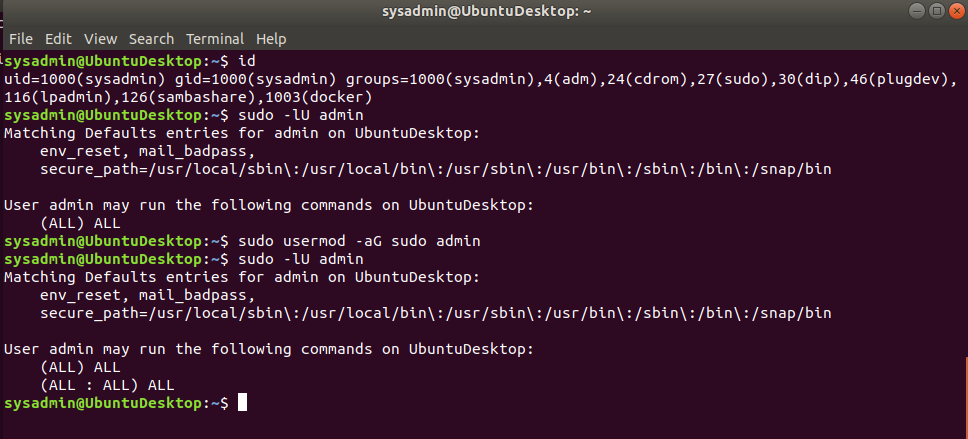 sysadmin@UbuntuDesktop: ~
File Edit View Search Terminal Help
sysadmin@UbuntuDesktop:~$ id
uid=1000(sysadmin) gid=1000(sysadmin) groups=1000(sysadmin),4(adm),24(cdrom),27(sudo),30(dip),46(plugdev),
116(lpadmin),126(sambashare),1003(docker)
sysadmin@UbuntuDesktop:~$ sudo -lU admin
Matching Defaults entries for admin on UbuntuDesktop:
    env_reset, mail_badpass,
    secure_path=/usr/local/sbin\:/usr/local/bin\:/usr/sbin\:/usr/bin\:/sbin\:/bin\:/snap/bin

User admin may run the following commands on UbuntuDesktop:
    (ALL) ALL
sysadmin@UbuntuDesktop:~$ sudo usermod -aG sudo admin
sysadmin@UbuntuDesktop:~$ sudo -lU admin
Matching Defaults entries for admin on UbuntuDesktop:
    env_reset, mail_badpass,
    secure_path=/usr/local/sbin\:/usr/local/bin\:/usr/sbin\:/usr/bin\:/sbin\:/bin\:/snap/bin

User admin may run the following commands on UbuntuDesktop:
    (ALL) ALL
    (ALL : ALL) ALL
sysadmin@UbuntuDesktop:~$